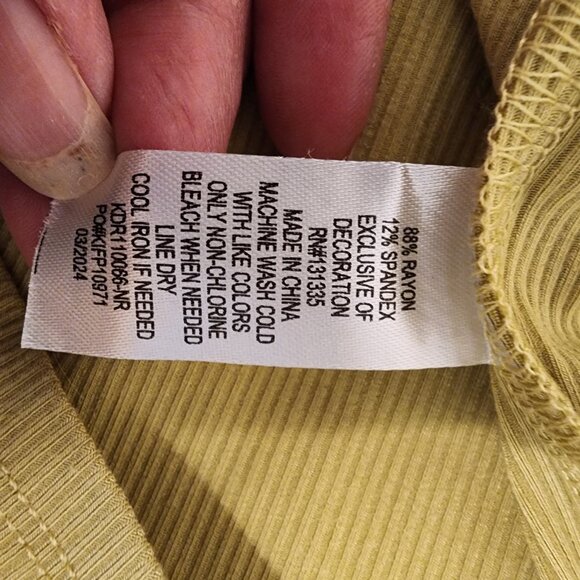 88% RAYON
12% SPANDEX
EXCLUSIVE OF
DECORATION
RN#131335
MADE IN CHINA
MACHINE WASH COLD
WITH LIKE COLORS
ONLY NON-CHLORINE
BLEACH WHEN NEEDED
LINE DRY
COOL IRON IF NEEDED
KDR110066-NR
PO#KFP10971
03/2024